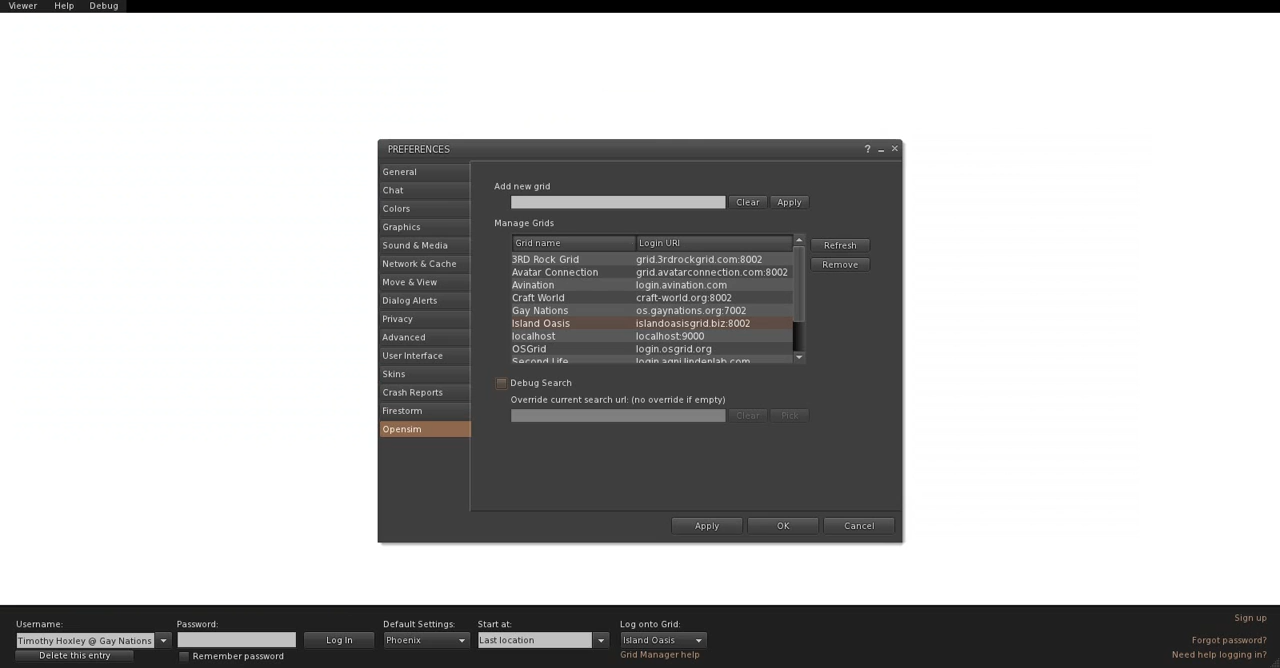 Viewer Help Debug
PREFERENCES ? _ ×
General
Chat
Colors
Graphics
Sound & Media
Network & Cache
Move & View
Dialog Alerts
Privacy
Advanced
User Interface
Skins
Crash Reports
Firestorm
Opensim
Add new grid
Clear Apply
Manage Grids
Grid name Login URI
3RD Rock Grid grid.3rdrockgrid.com:8002
Avatar Connection grid.avatarconnection.com:8002
Avination login.avination.com
Craft World craft-world.org:8002
Gay Nations os.gaynations.org:7002
Island Oasis islandoasisgrid.biz:8002
localhost localhost:9000
OSGrid login.osgrid.org
Second Life login.agni.lindenlab.com
Refresh
Remove
Debug Search
Override current search url: (no override if empty)
Clear Pick
Apply OK Cancel
Username: Password: Default Settings: Start at: Log onto Grid:
Timothy Hoxley @ Gay Nations Log In Phoenix Last location Island Oasis
Delete this entry Remember password Grid Manager help
Sign up
Forgot password?
Need help logging in?